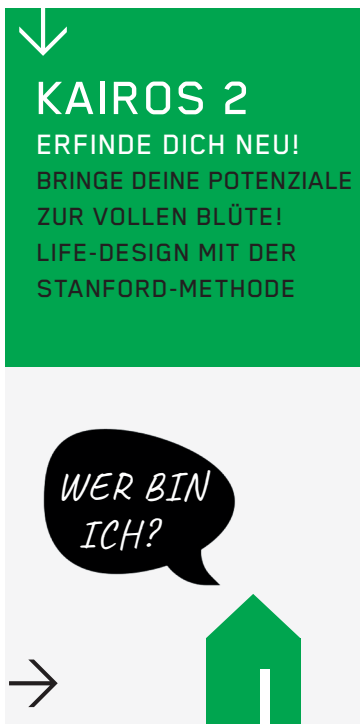 KAIROS 2
ERFINDE DICH NEU!
BRINGE DEINE POTENZIALE
ZUR VOLLEN BLÜTE!
LIFE-DESIGN MIT DER
STANFORD-METHODE
WER BIN
ICH?